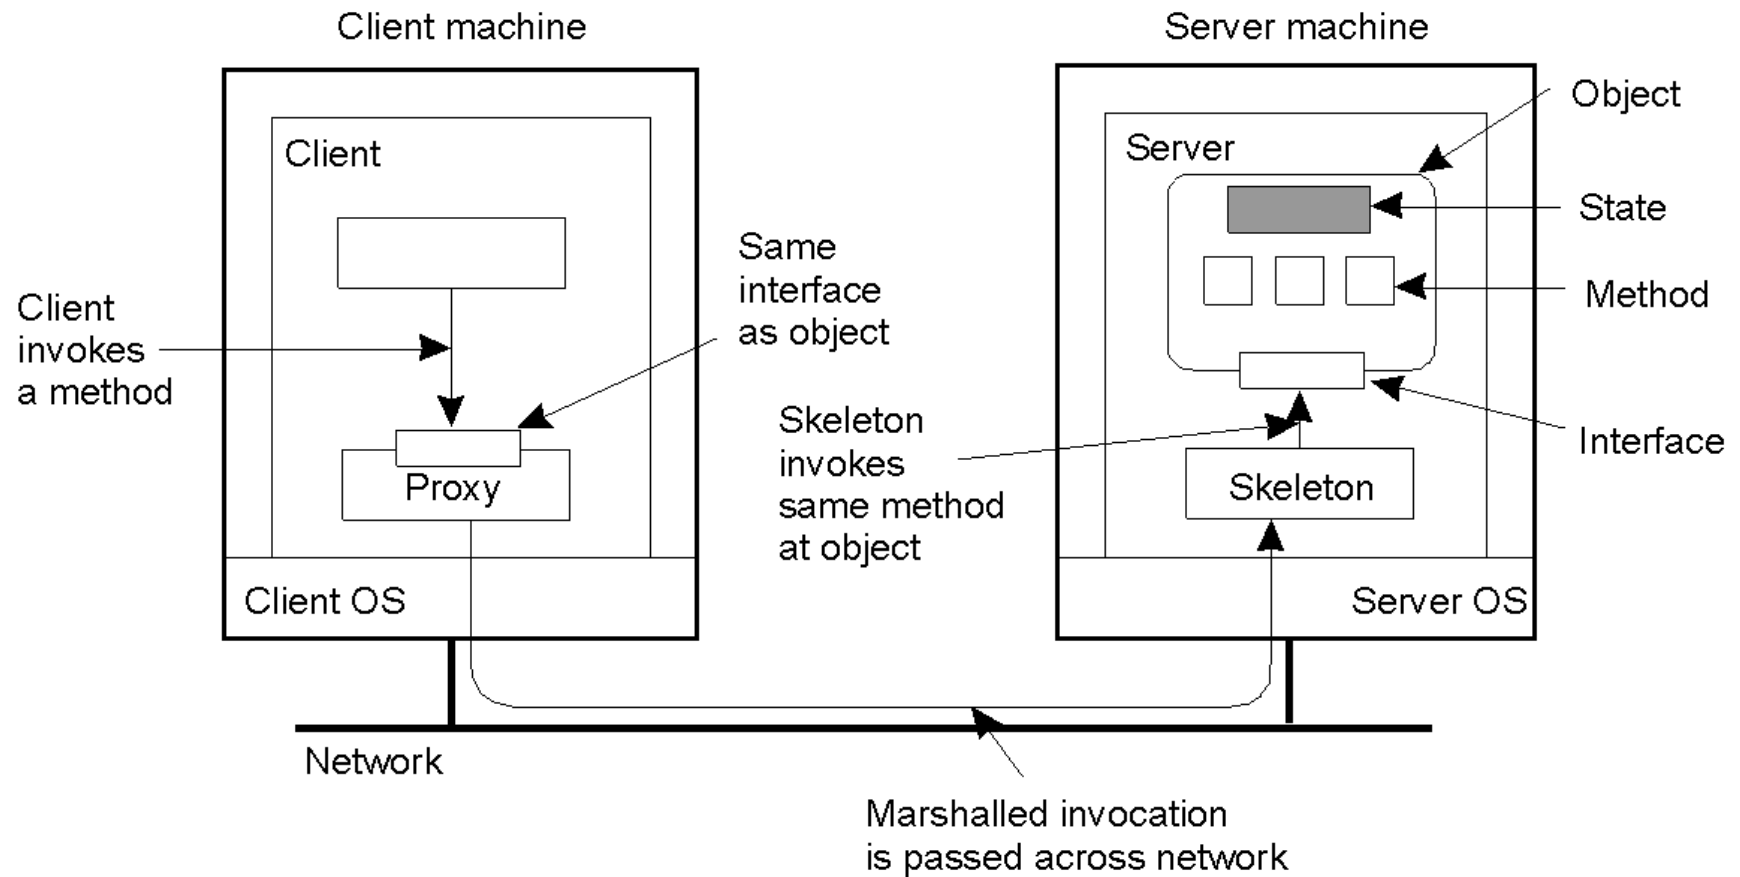 Client machine
Server machine
Client
Server
Object
State
Method
Interface
Client
invokes
a method
Same
interface
as object
Proxy
Skeleton
invokes
same method
at object
Skeleton
Client OS
Server OS
Network
Marshalled invocation
is passed across network